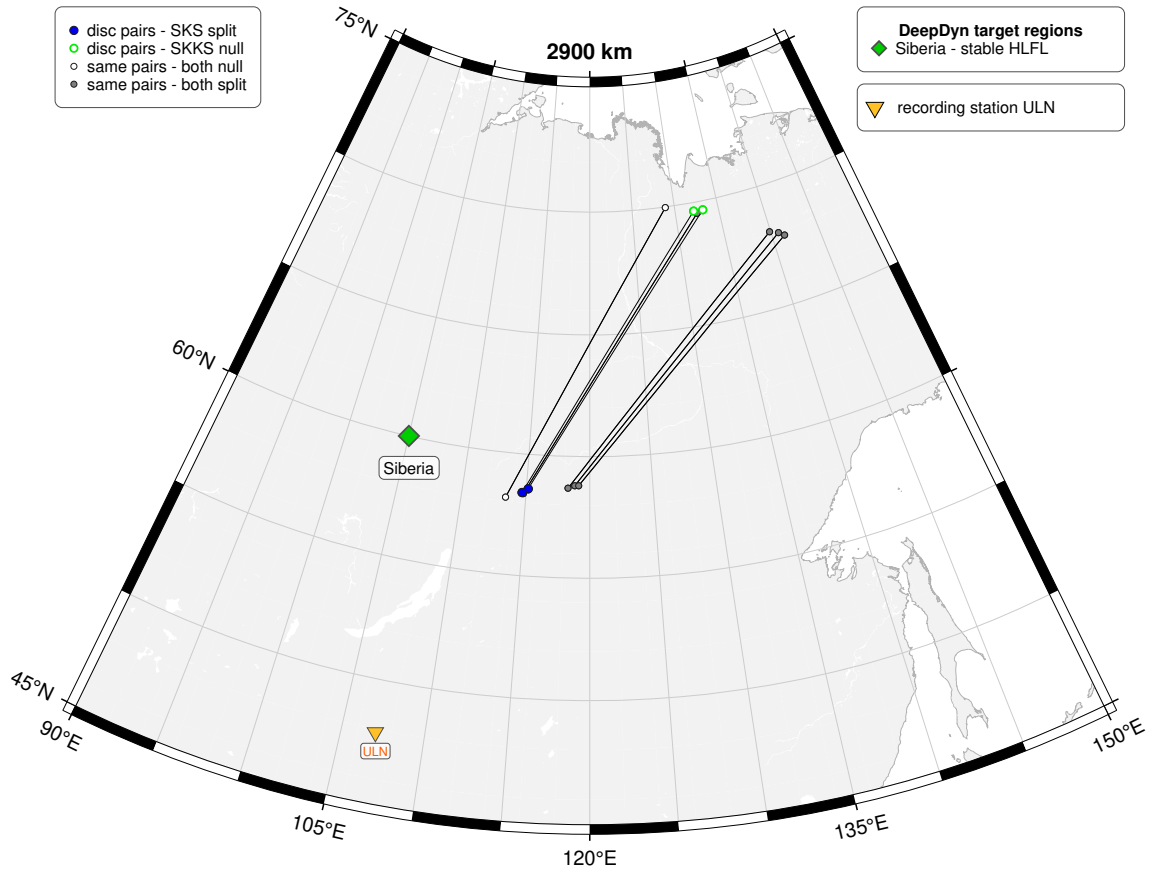 disc pairs - SKS split
disc pairs - SKKS null
same pairs - both null
same pairs - both split
75°N
2900 km
DeepDyn target regions
Siberia - stable HLFL
recording station ULN
60°N
Siberia
45°N
90°E
ULN
150°E
105°E
135°E
120°E